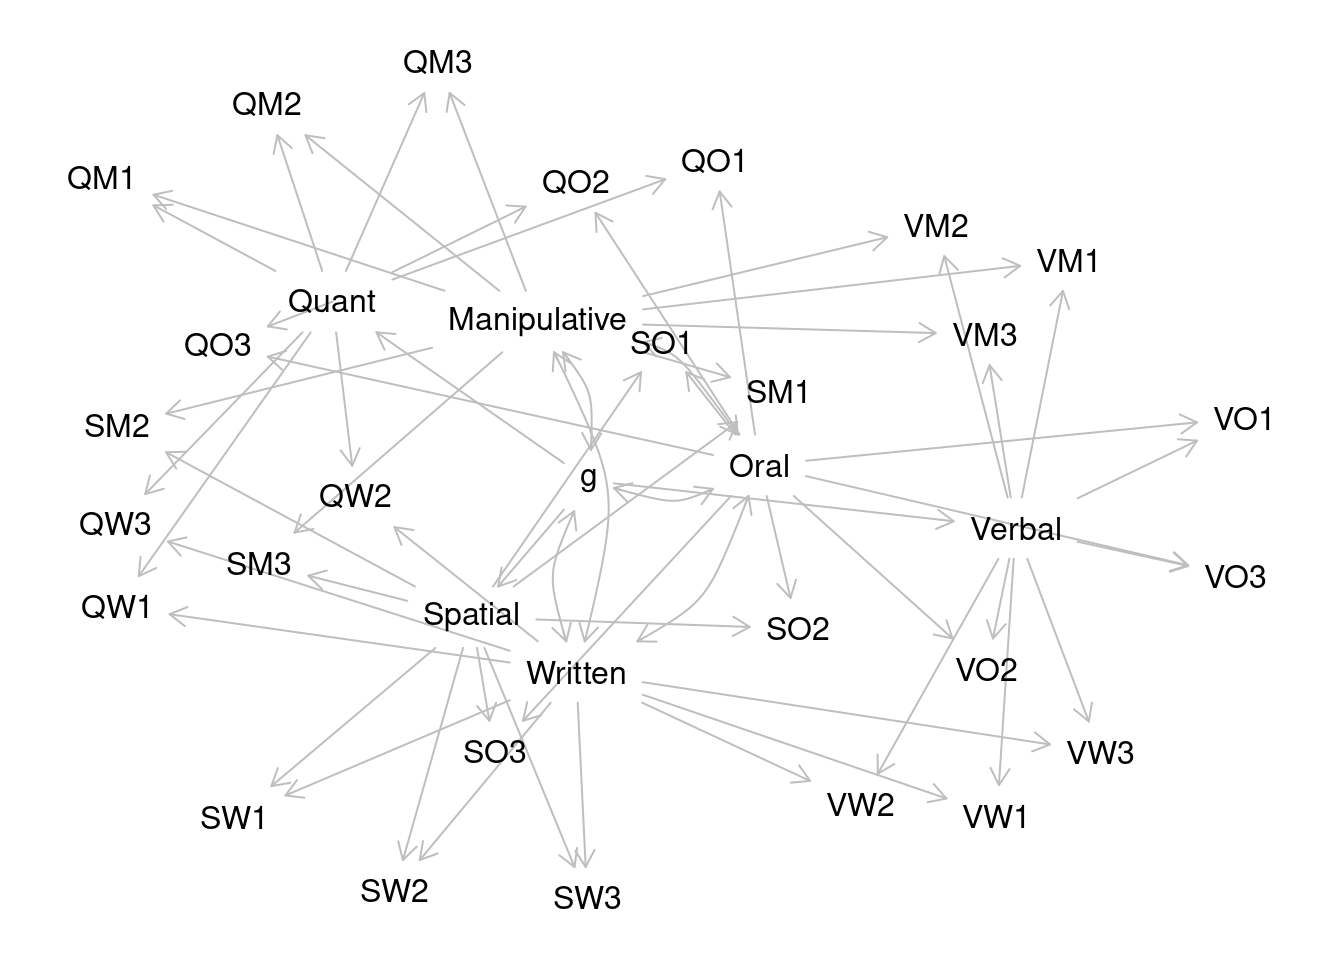 QM3
QM2
QO1
QM1
QO2
VM2
VM1
Quant
Manipulative
VM3
SO1
QO3
SM1
VO1
SM2
Oral
g
QW2
QW3
Verbal
SM3
VO3
QW1
Spatial
SO2
VO2
Written
SO3
VW3
VW2
VW1
SW1
SW2
SW3